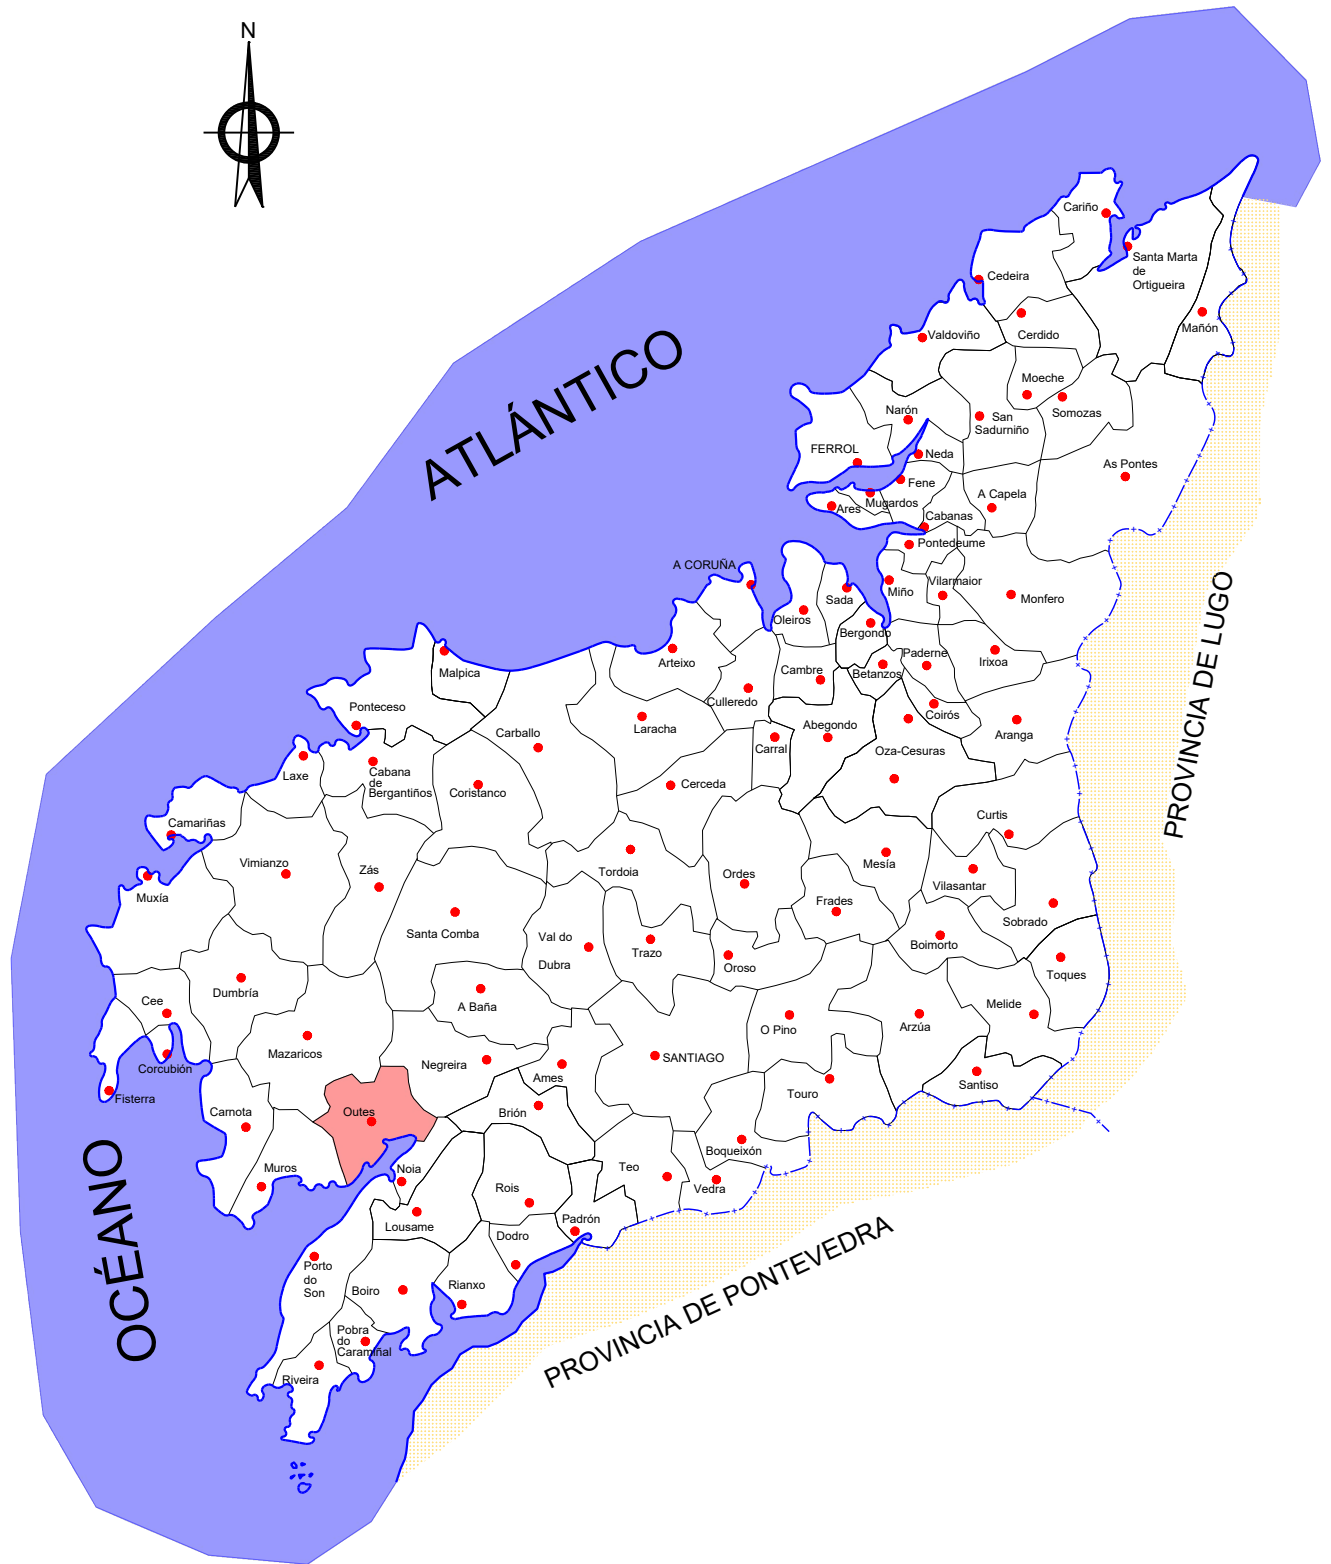 N
Cariño
Santa Marta
de
Ortigueira
Cedeira
Mañón
Valdoviño
Cerdido
Moeche
Somozas
Narón
San
Sadurniño
FERROL
Neda
As Pontes
Fene
Mugardos
A Capela
Ares
Cabanas
Pontedeume
ATLÁNTICO
A CORUÑA
Sada
Miño
Vilarmaior
Monfero
Oleiros
Bergondo
Arteixo
Paderne
Irixoa
Malpica
Cambre
Betanzos
Culleredo
Ponteceso
Carballo
Laracha
Abegondo
Coirós
Aranga
Carral
Oza-Cesuras
PROVINCIA DE LUGO
Laxe
Cabana
de
Bergantiños
Coristanco
Cerceda
Camariñas
Curtis
Vimianzo
Zás
Tordoia
Ordes
Mesía
Vilasantar
Muxía
Frades
Sobrado
Santa Comba
Val do
Dubra
Trazo
Oroso
Boimorto
Toques
Dumbría
Cee
A Baña
O Pino
Arzúa
Melide
Mazaricos
Negreira
SANTIAGO
Corcubión
Ames
Santiso
Fisterra
Touro
Carnota
Outes
Brión
Boqueixón
Muros
Noia
Teo
Vedra
Rois
Lousame
Padrón
OCÉANO
Dodro
Porto
do
Son
Boiro
Rianxo
PROVINCIA DE PONTEVEDRA
Pobra
do
Caramiñal
Riveira